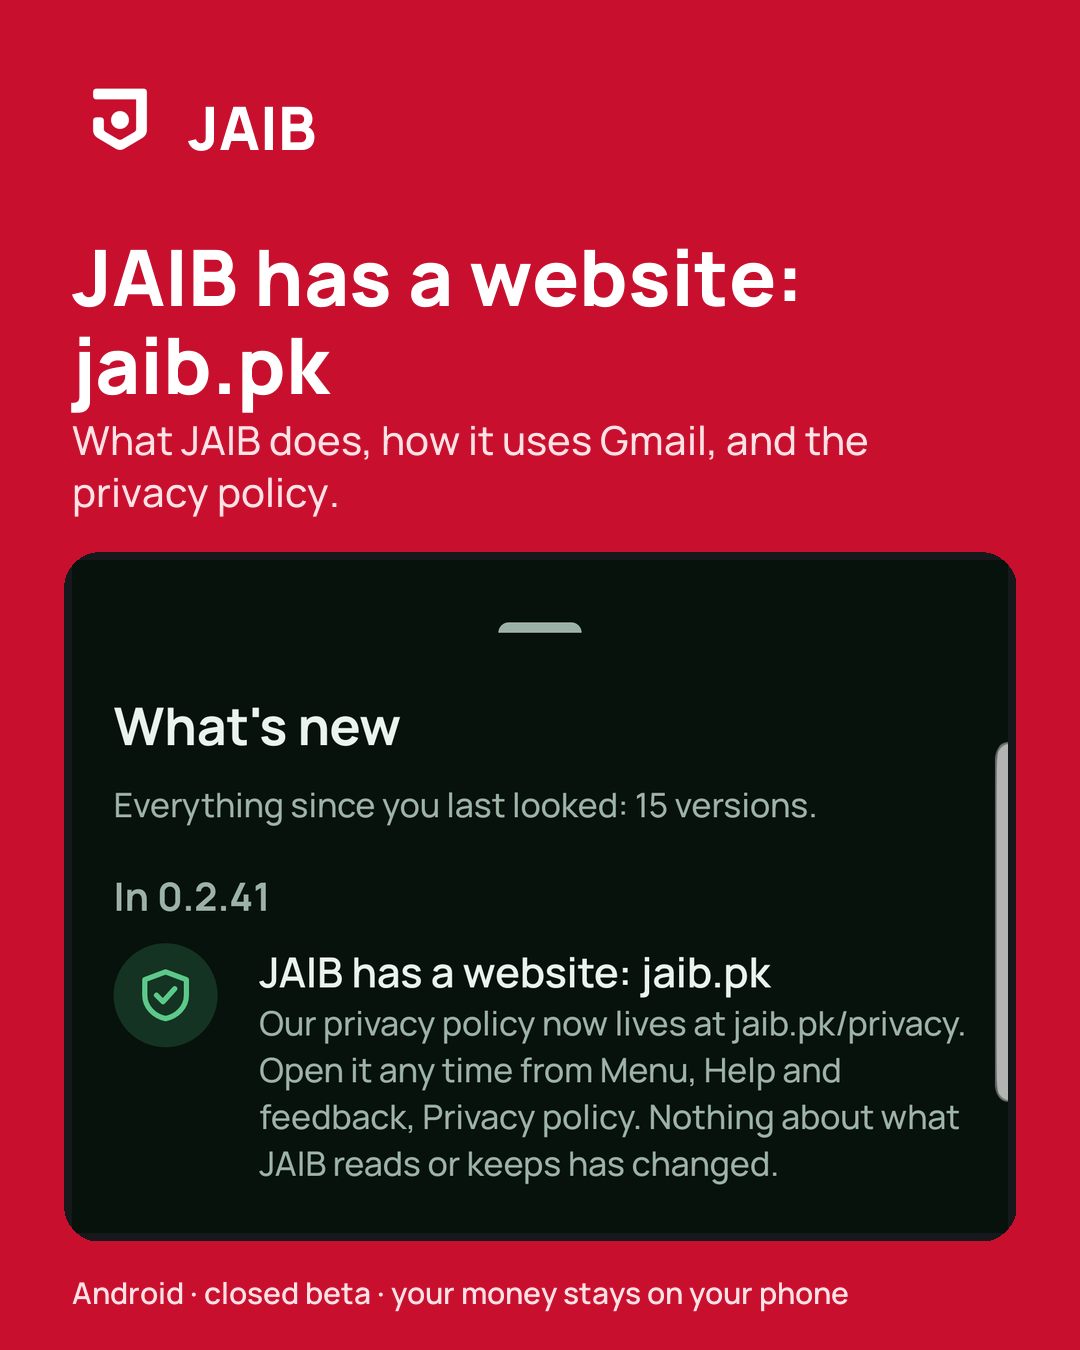 JAIB
JAIB has a website:
jaib.pk
What JAIB does, how it uses Gmail, and the
privacy policy.
What's new
Everything since you last looked: 15 versions.
In 0.2.41
JAIB has a website: jaib.pk
Our privacy policy now lives at jaib.pk/privacy.
Open it any time from Menu, Help and
feedback, Privacy policy. Nothing about what
JAIB reads or keeps has changed.
Android · closed beta · your money stays on your phone